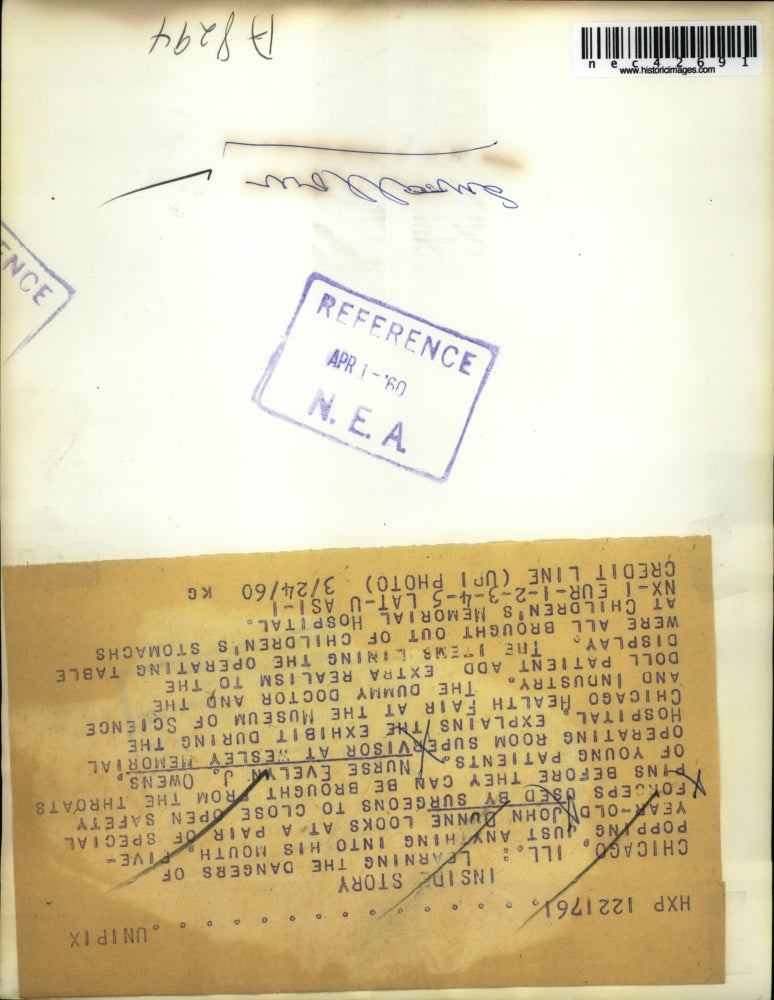 A8294
nec42691
www.historicimages.com
Swallow
ENCE
REFERENCE
APR 1-'60
N.E.A.
HXP 1221761. . . . . . . . . . . . . . . .UNIPIX
INSIDE STORY
CHICAGO, ILL.: LEARNING THE DANGERS OF
POPPING JUST ANYTHING INTO HIS MOUTH, FIVE-
YEAR-OLD JOHN DUNNE LOOKS AT A PAIR OF SPECIAL
FORCEPS USED BY SURGEONS TO CLOSE OPEN SAFETY
PINS BEFORE THEY CAN BE BROUGHT FROM THE THROATS
OF YOUNG PATIENTS. NURSE EVELYN J. OWENS,
OPERATING ROOM SUPERVISOR AT WESLEY MEMORIAL
HOSPITAL, EXPLAINS THE EXHIBIT DURING THE
CHICAGO HEALTH FAIR AT THE MUSEUM OF SCIENCE
AND INDUSTRY. THE DUMMY DOCTOR AND THE
DOLL PATIENT ADD EXTRA REALISM TO THE
DISPLAY. THE ITEMS LINING THE OPERATING TABLE
WERE ALL BROUGHT OUT OF CHILDREN'S STOMACHS
AT CHILDREN'S MEMORIAL HOSPITAL.
NX-1-EUR-1-2-3-4-5 LAT-U ASI-1
CREDIT LINE (UPI PHOTO) 3/24/60 KG